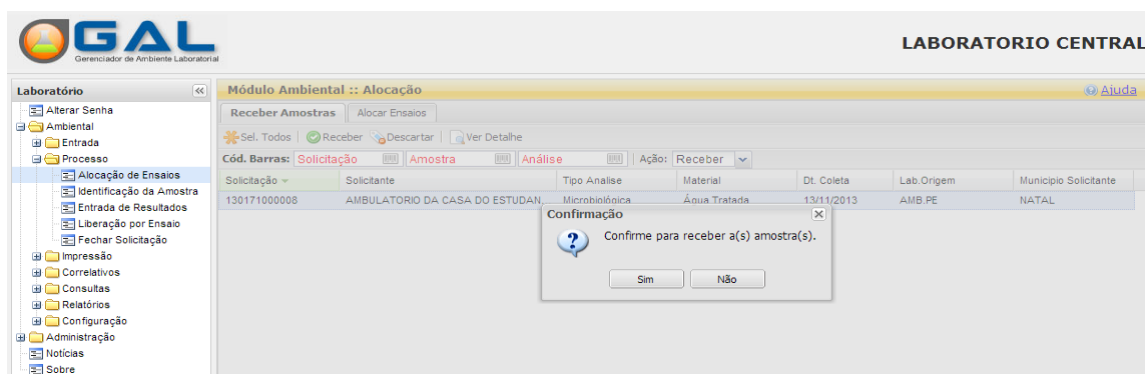 GAL
Gerenciador de Ambiente Laboratorial
LABORATORIO CENTRAL
Laboratório
Alterar Senha
Ambiental
Entrada
Processo
Alocação de Ensaios
Identificação da Amostra
Entrada de Resultados
Liberação por Ensaio
Fechar Solicitação
Impressão
Correlativos
Consultas
Relatórios
Configuração
Administração
Notícias
Sobre
Módulo Ambiental :: Alocação Ajuda
Receber Amostras Alocar Ensaios
Sel. Todos Receber Descartar Ver Detalhe
Cód. Barras: Solicitação Amostra Análise Ação: Receber
Solicitação Solicitante Tipo Analise Material Dt. Coleta Lab.Origem Municipio Solicitante
130171000008 AMBULATORIO DA CASA DO ESTUDAN... Microbiológica Água Tratada 13/11/2013 AMB.PE NATAL
Confirmação
Confirme para receber a(s) amostra(s).
Sim Não